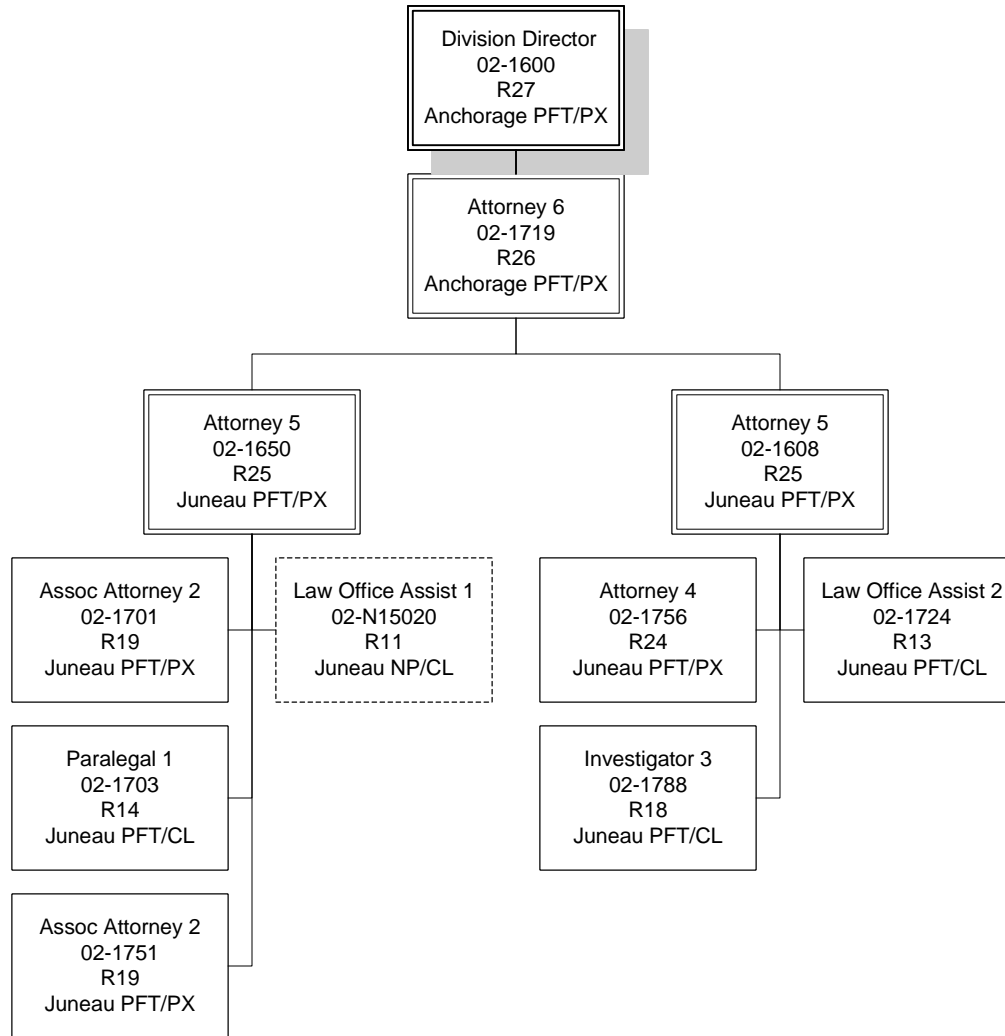 Division Director
02-1600
R27
Anchorage PFT/PX
Attorney 6
02-1719
R26
Anchorage PFT/PX
Attorney 5
02-1650
R25
Juneau PFT/PX
Attorney 5
02-1608
R25
Juneau PFT/PX
Assoc Attorney 2
02-1701
R19
Juneau PFT/PX
Law Office Assist 1
02-N15020
R11
Juneau NP/CL
Attorney 4
02-1756
R24
Juneau PFT/PX
Law Office Assist 2
02-1724
R13
Juneau PFT/CL
Paralegal 1
02-1703
R14
Juneau PFT/CL
Investigator 3
02-1788
R18
Juneau PFT/CL
Assoc Attorney 2
02-1751
R19
Juneau PFT/PX